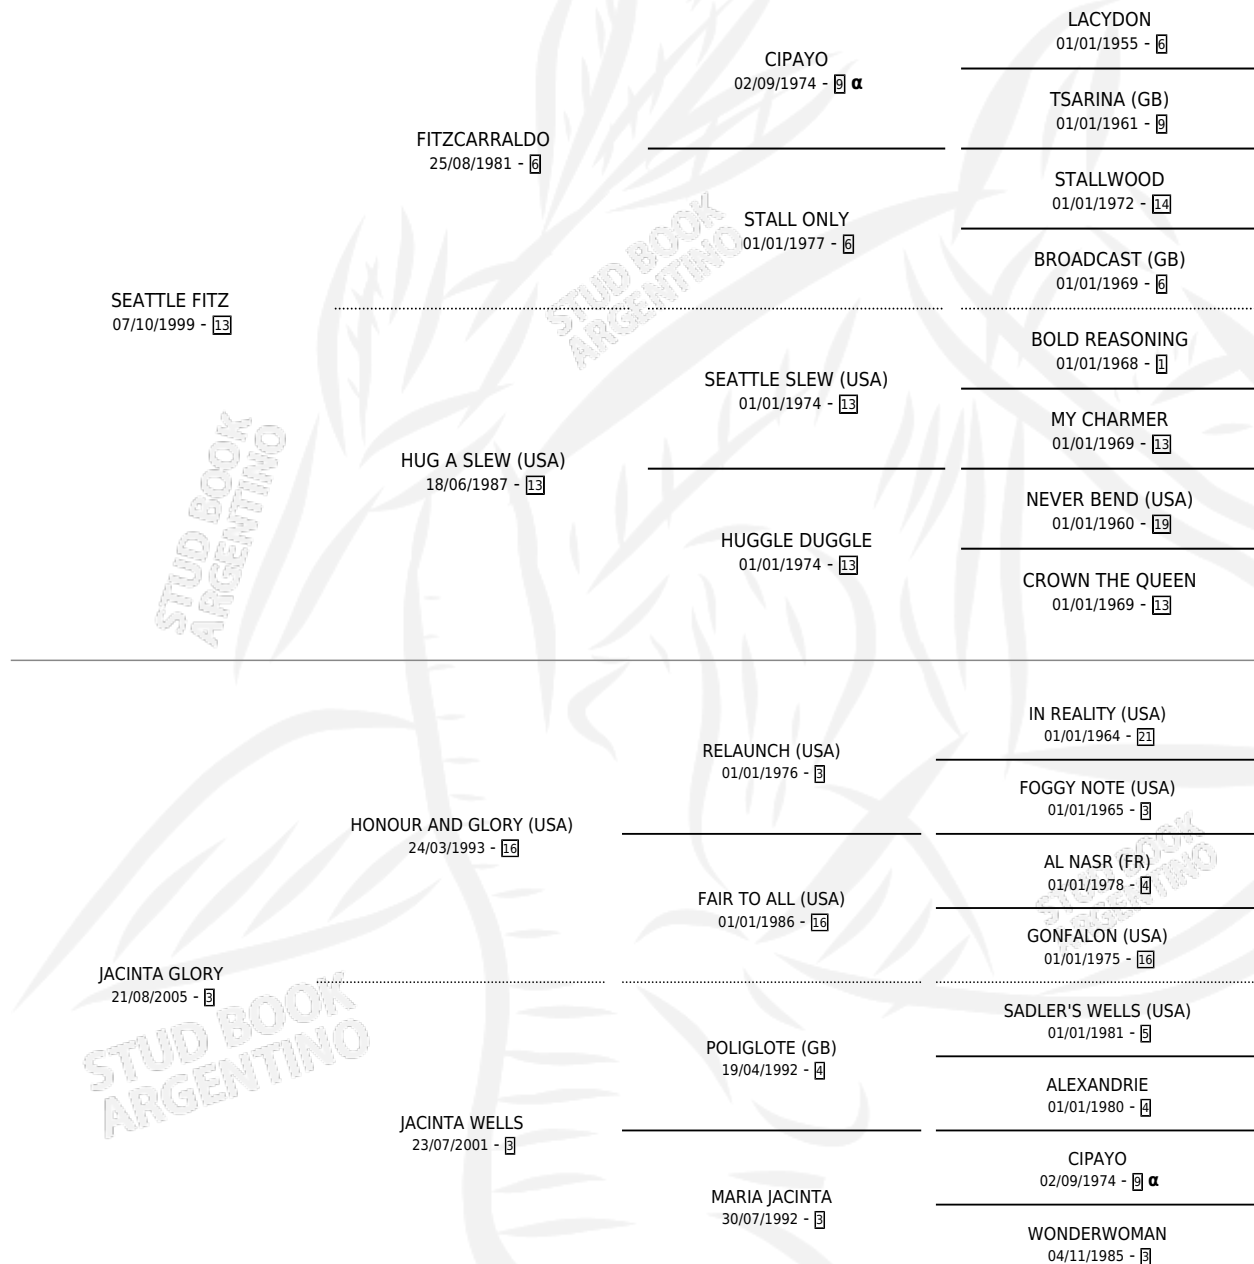 LACYDON
01/01/1955 - 6
CIPAYO
02/09/1974 - 9 α
TSARINA (GB)
01/01/1961 - 9
FITZCARRALDO
25/08/1981 - 6
STALLWOOD
01/01/1972 - 14
STALL ONLY
01/01/1977 - 6
BROADCAST (GB)
01/01/1969 - 6
SEATTLE FITZ
07/10/1999 - 13
BOLD REASONING
01/01/1968 - 1
SEATTLE SLEW (USA)
01/01/1974 - 13
MY CHARMER
01/01/1969 - 13
HUG A SLEW (USA)
18/06/1987 - 13
NEVER BEND (USA)
01/01/1960 - 19
HUGGLE DUGGLE
01/01/1974 - 13
CROWN THE QUEEN
01/01/1969 - 13
IN REALITY (USA)
01/01/1964 - 21
RELAUNCH (USA)
01/01/1976 - 3
FOGGY NOTE (USA)
01/01/1965 - 3
HONOUR AND GLORY (USA)
24/03/1993 - 16
AL NASR (FR)
01/01/1978 - 4
FAIR TO ALL (USA)
01/01/1986 - 16
GONFALON (USA)
01/01/1975 - 16
JACINTA GLORY
21/08/2005 - 3
SADLER'S WELLS (USA)
01/01/1981 - 5
POLIGLOTE (GB)
19/04/1992 - 4
ALEXANDRIE
01/01/1980 - 4
JACINTA WELLS
23/07/2001 - 3
CIPAYO
02/09/1974 - 9 α
MARIA JACINTA
30/07/1992 - 3
WONDERWOMAN
04/11/1985 - 3
STUD BOOK
ARGENTINO
STUD BOOK
ARGENTINO
STUD BOOK
ARGENTINO
STUD BOOK
ARGENTINO